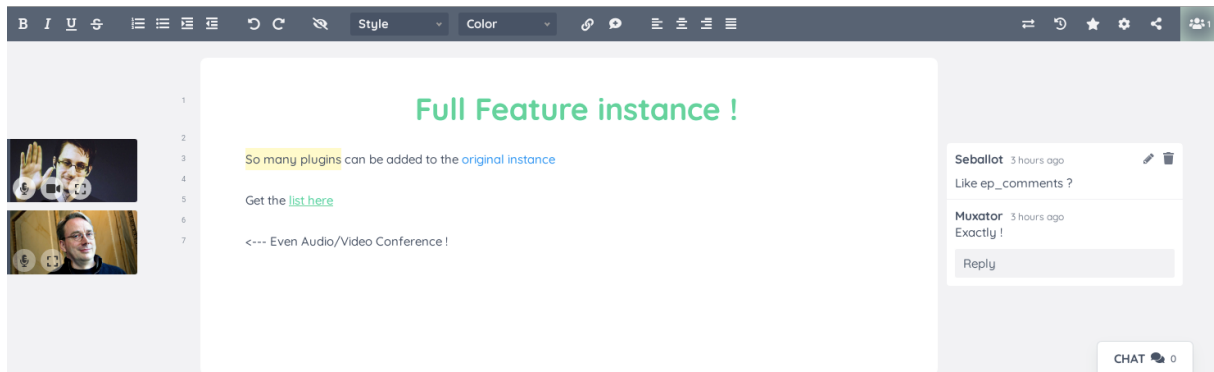 B I U S Style Color 1
1 Full Feature instance !
2
3 So many plugins can be added to the original instance
4
5 Get the list here
6
7 <--- Even Audio/Video Conference !
Seballot 3 hours ago
Like ep_comments ?
Muxator 3 hours ago
Exactly !
Reply
CHAT 0